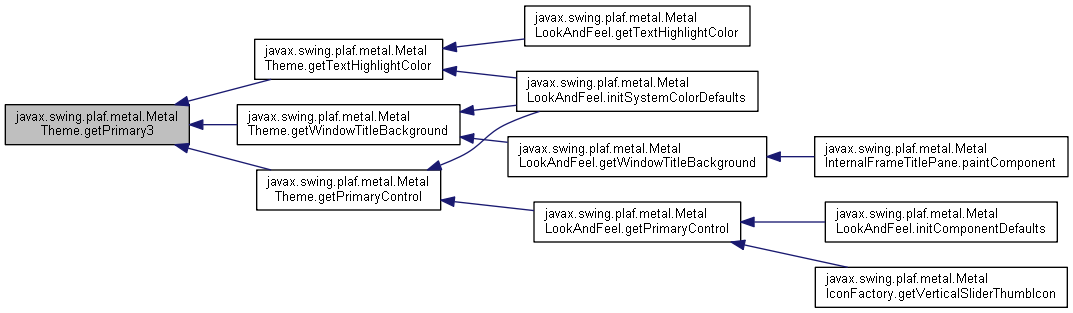 javax.swing.plaf.metal.Metal
Theme.getPrimary3
javax.swing.plaf.metal.Metal
Theme.getTextHighlightColor
javax.swing.plaf.metal.Metal
Theme.getWindowTitleBackground
javax.swing.plaf.metal.Metal
Theme.getPrimaryControl
javax.swing.plaf.metal.Metal
LookAndFeel.getTextHighlightColor
javax.swing.plaf.metal.Metal
LookAndFeel.initSystemColorDefaults
javax.swing.plaf.metal.Metal
LookAndFeel.getWindowTitleBackground
javax.swing.plaf.metal.Metal
LookAndFeel.getPrimaryControl
javax.swing.plaf.metal.Metal
InternalFrameTitlePane.paintComponent
javax.swing.plaf.metal.Metal
LookAndFeel.initComponentDefaults
javax.swing.plaf.metal.Metal
IconFactory.getVerticalSliderThumbIcon